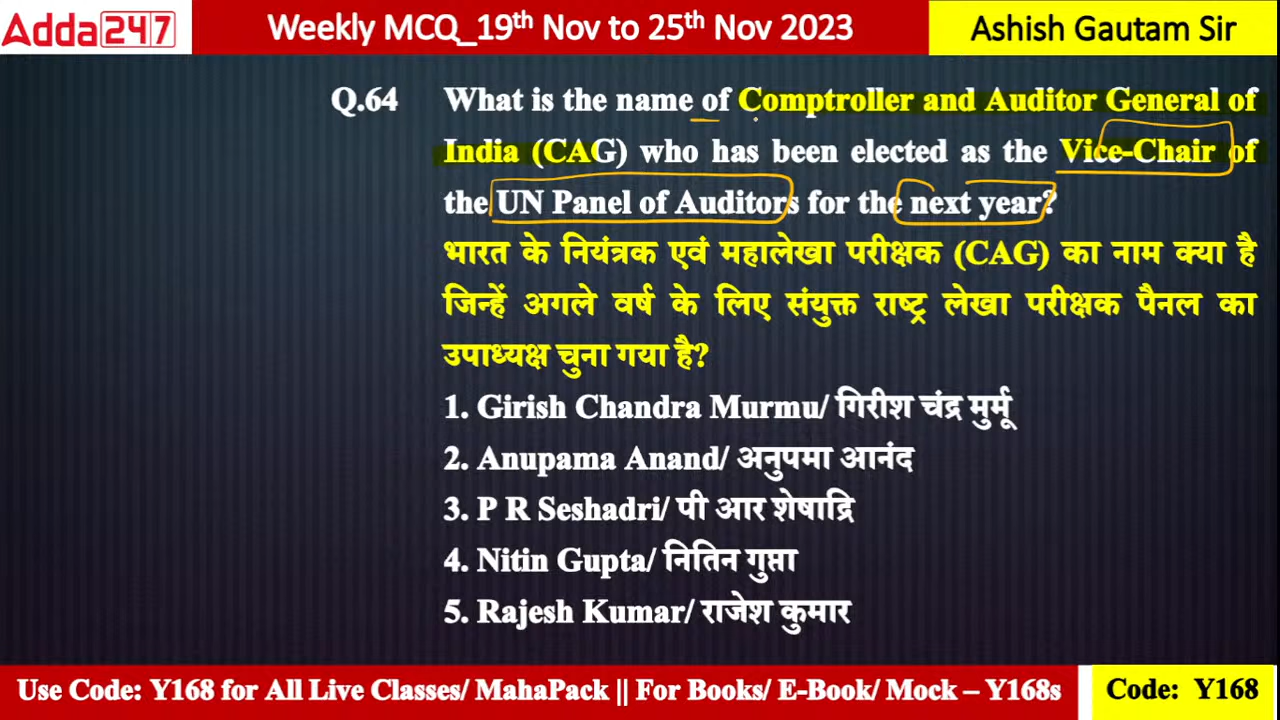 Adda247
Weekly MCQ_19th Nov to 25th Nov 2023
Ashish Gautam Sir
Q.64 What is the name of Comptroller and Auditor General of
India (CAG) who has been elected as the Vice-Chair of
the UN Panel of Auditors for the next year?
भारत के नियंत्रक एवं महालेखा परीक्षक (CAG) का नाम क्या है
जिन्हें अगले वर्ष के लिए संयुक्त राष्ट्र लेखा परीक्षक पैनल का
उपाध्यक्ष चुना गया है?
1. Girish Chandra Murmu/ गिरीश चंद्र मुर्मू
2. Anupama Anand/ अनुपमा आनंद
3. P R Seshadri/ पी आर शेषाद्रि
4. Nitin Gupta/ नितिन गुप्ता
5. Rajesh Kumar/ राजेश कुमार
Use Code: Y168 for All Live Classes/ MahaPack || For Books/ E-Book/ Mock – Y168s
Code: Y168